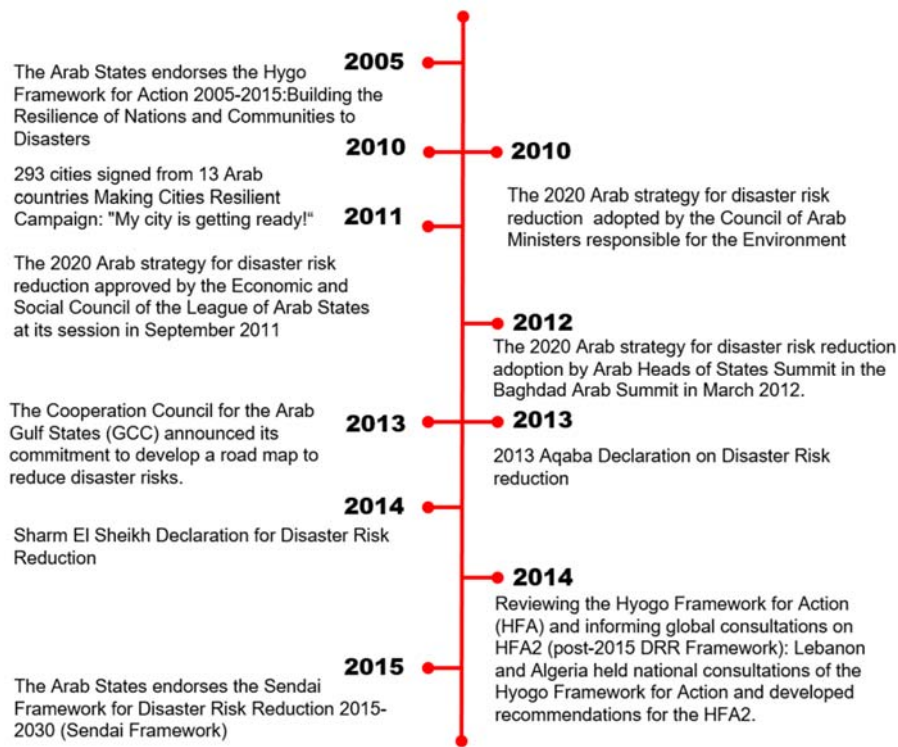 2005
The Arab States endorses the Hygo
Framework for Action 2005-2015:Building the
Resilience of Nations and Communities to
Disasters
2010
293 cities signed from 13 Arab
countries Making Cities Resilient
Campaign: "My city is getting ready!“
2010
The 2020 Arab strategy for disaster risk
reduction adopted by the Council of Arab
Ministers responsible for the Environment
2011
The 2020 Arab strategy for disaster risk
reduction approved by the Economic and
Social Council of the League of Arab States
at its session in September 2011
2012
The 2020 Arab strategy for disaster risk reduction
adoption by Arab Heads of States Summit in the
Baghdad Arab Summit in March 2012.
2013
The Cooperation Council for the Arab
Gulf States (GCC) announced its
commitment to develop a road map to
reduce disaster risks.
2013
2013 Aqaba Declaration on Disaster Risk
reduction
2014
Sharm El Sheikh Declaration for Disaster Risk
Reduction
2014
Reviewing the Hyogo Framework for Action
(HFA) and informing global consultations on
HFA2 (post-2015 DRR Framework): Lebanon
and Algeria held national consultations of the
Hyogo Framework for Action and developed
recommendations for the HFA2.
2015
The Arab States endorses the Sendai
Framework for Disaster Risk Reduction 2015-
2030 (Sendai Framework)